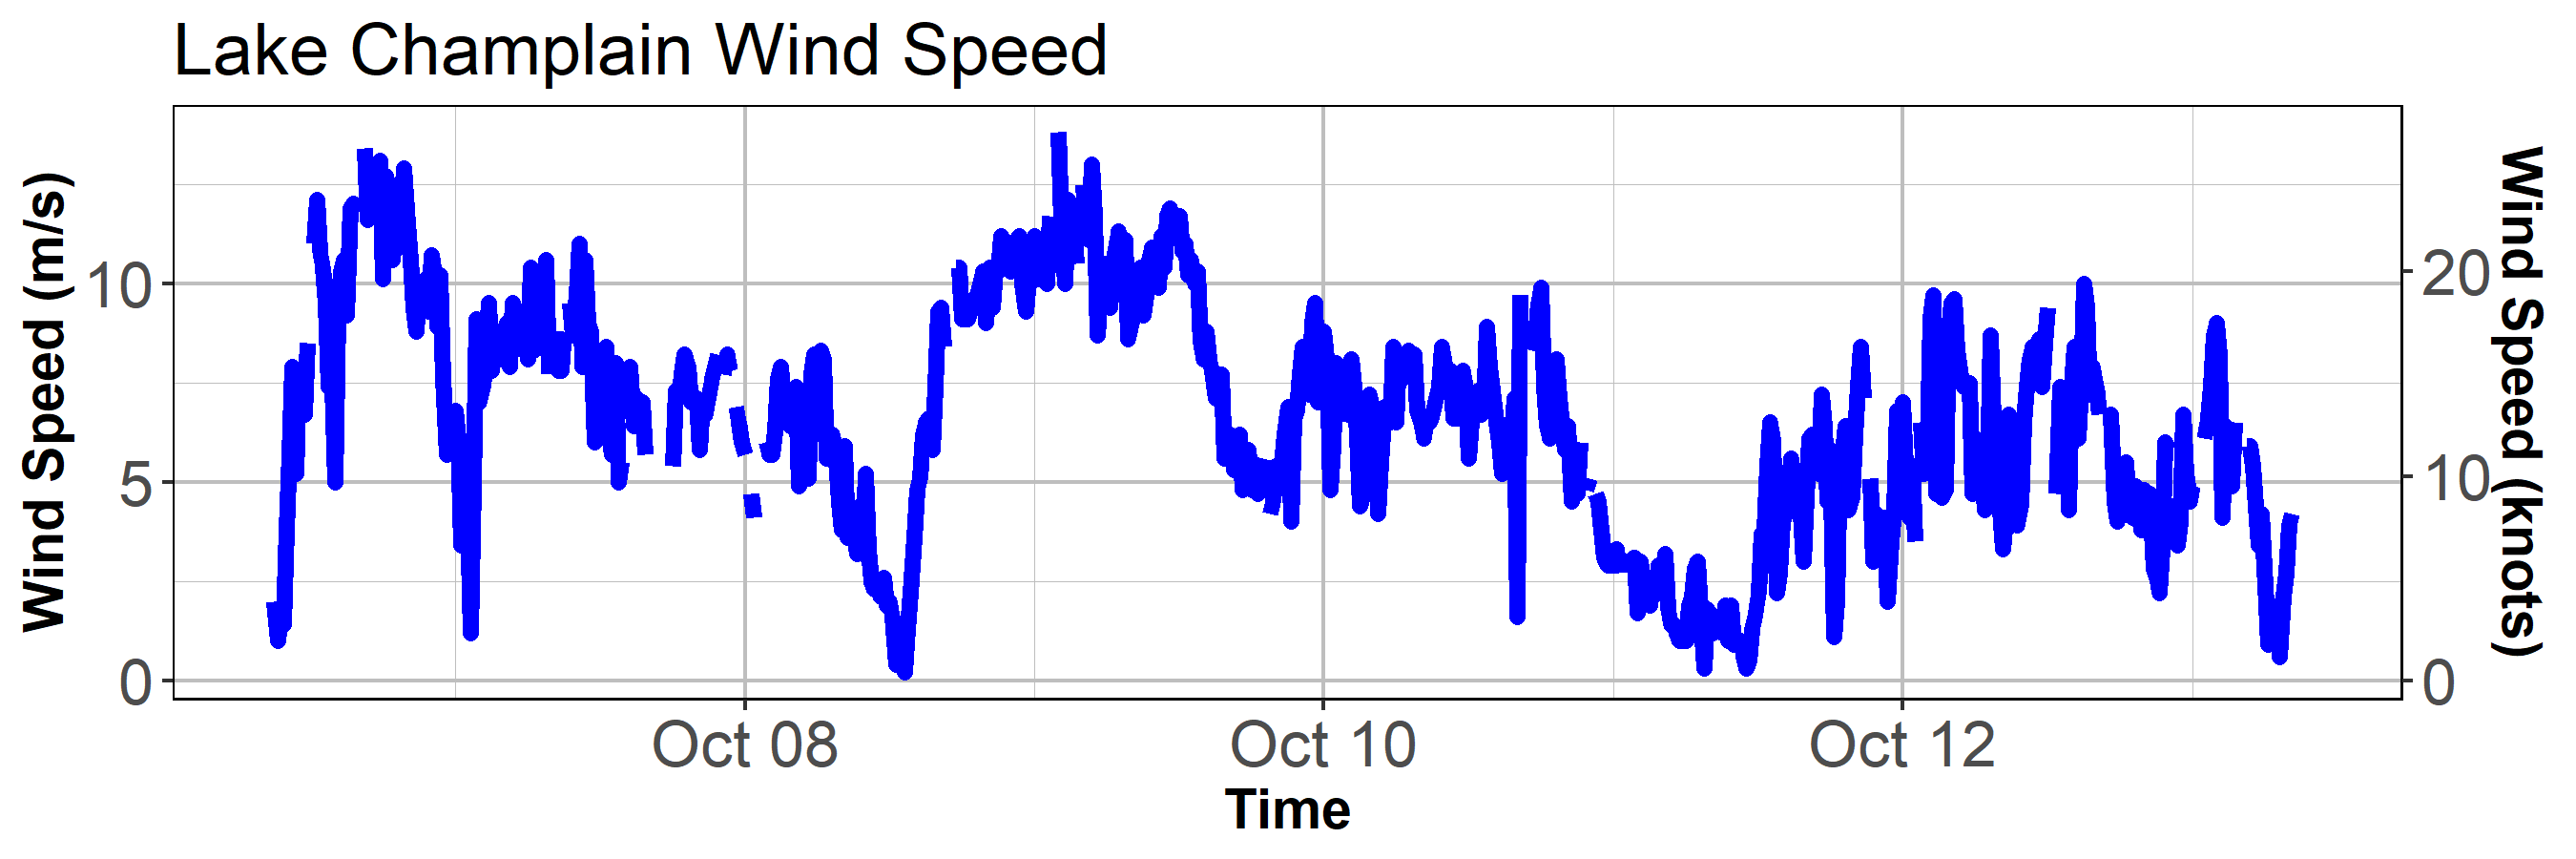 Lake Champlain Wind Speed
Wind Speed (m/s)
10
5
0
20
10
0
Wind Speed (knots)
Oct 08
Oct 10
Oct 12
Time